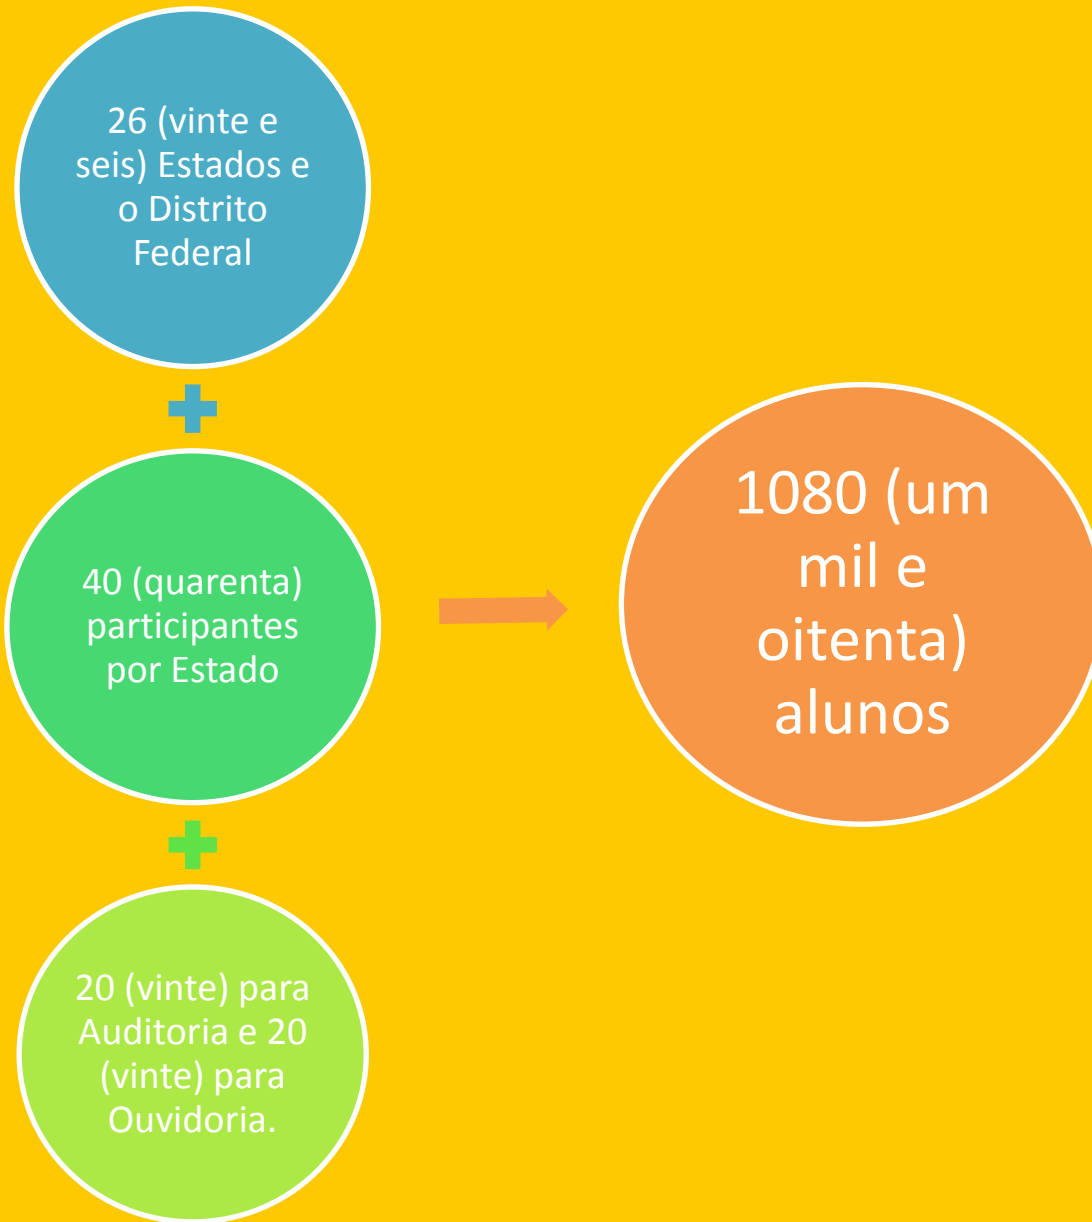 26 (vinte e
seis) Estados e
o Distrito
Federal
40 (quarenta)
participantes
por Estado
20 (vinte) para
Auditoria e 20
(vinte) para
Ouvidoria.
1080 (um
mil e
oitenta)
alunos